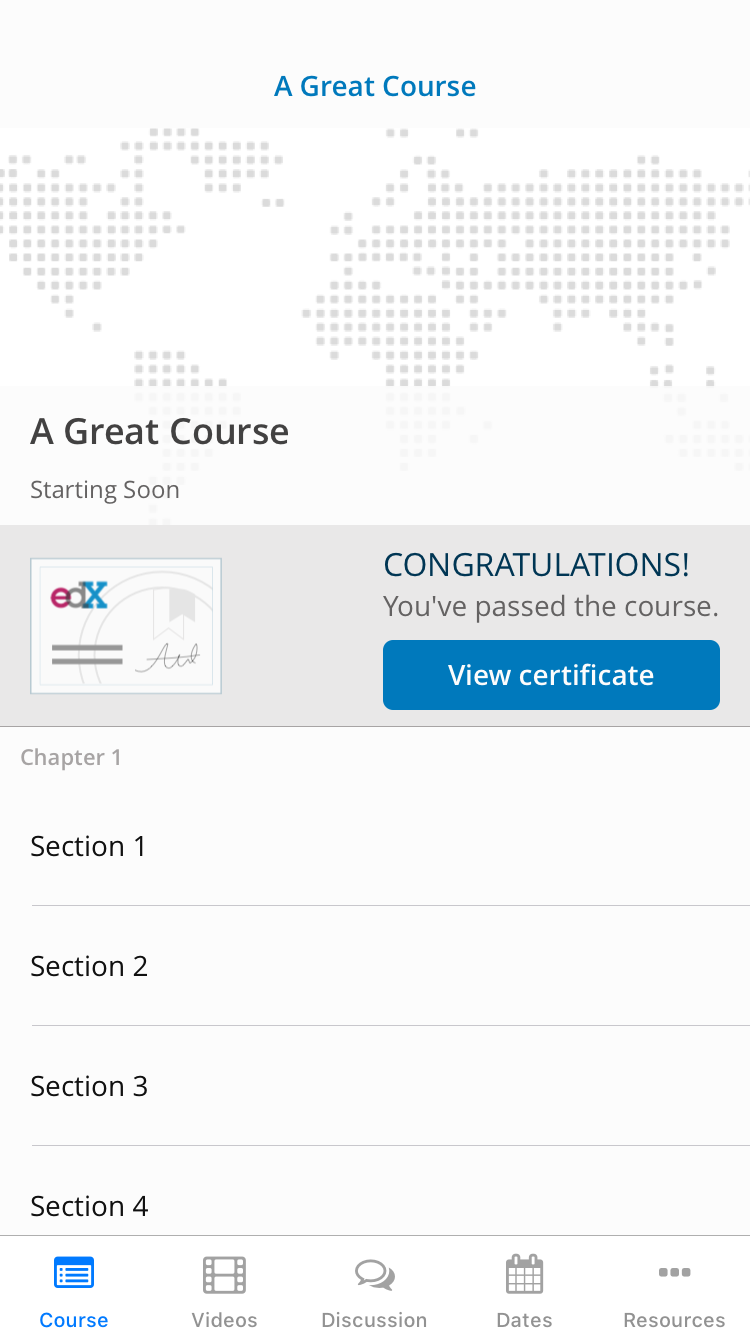 A Great Course
A Great Course
Starting Soon
edX
CONGRATULATIONS!
You've passed the course.
View certificate
Chapter 1
Section 1
Section 2
Section 3
Section 4
Course
Videos
Discussion
Dates
Resources